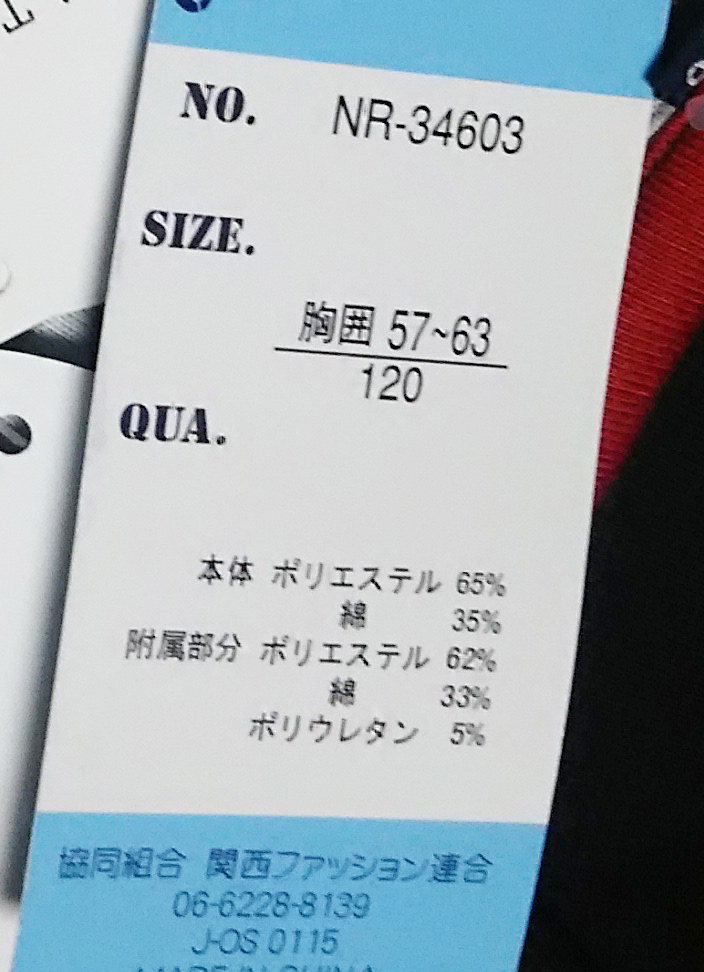 NO. NR-34603
SIZE.
胸囲 57~63
120
QUA.
本体 ポリエステル 65%
綿 35%
附属部分 ポリエステル 62%
綿 33%
ポリウレタン 5%
協同組合 関西ファッション連合
06-6228-8139
J-OS 0115
MADE IN CHINA